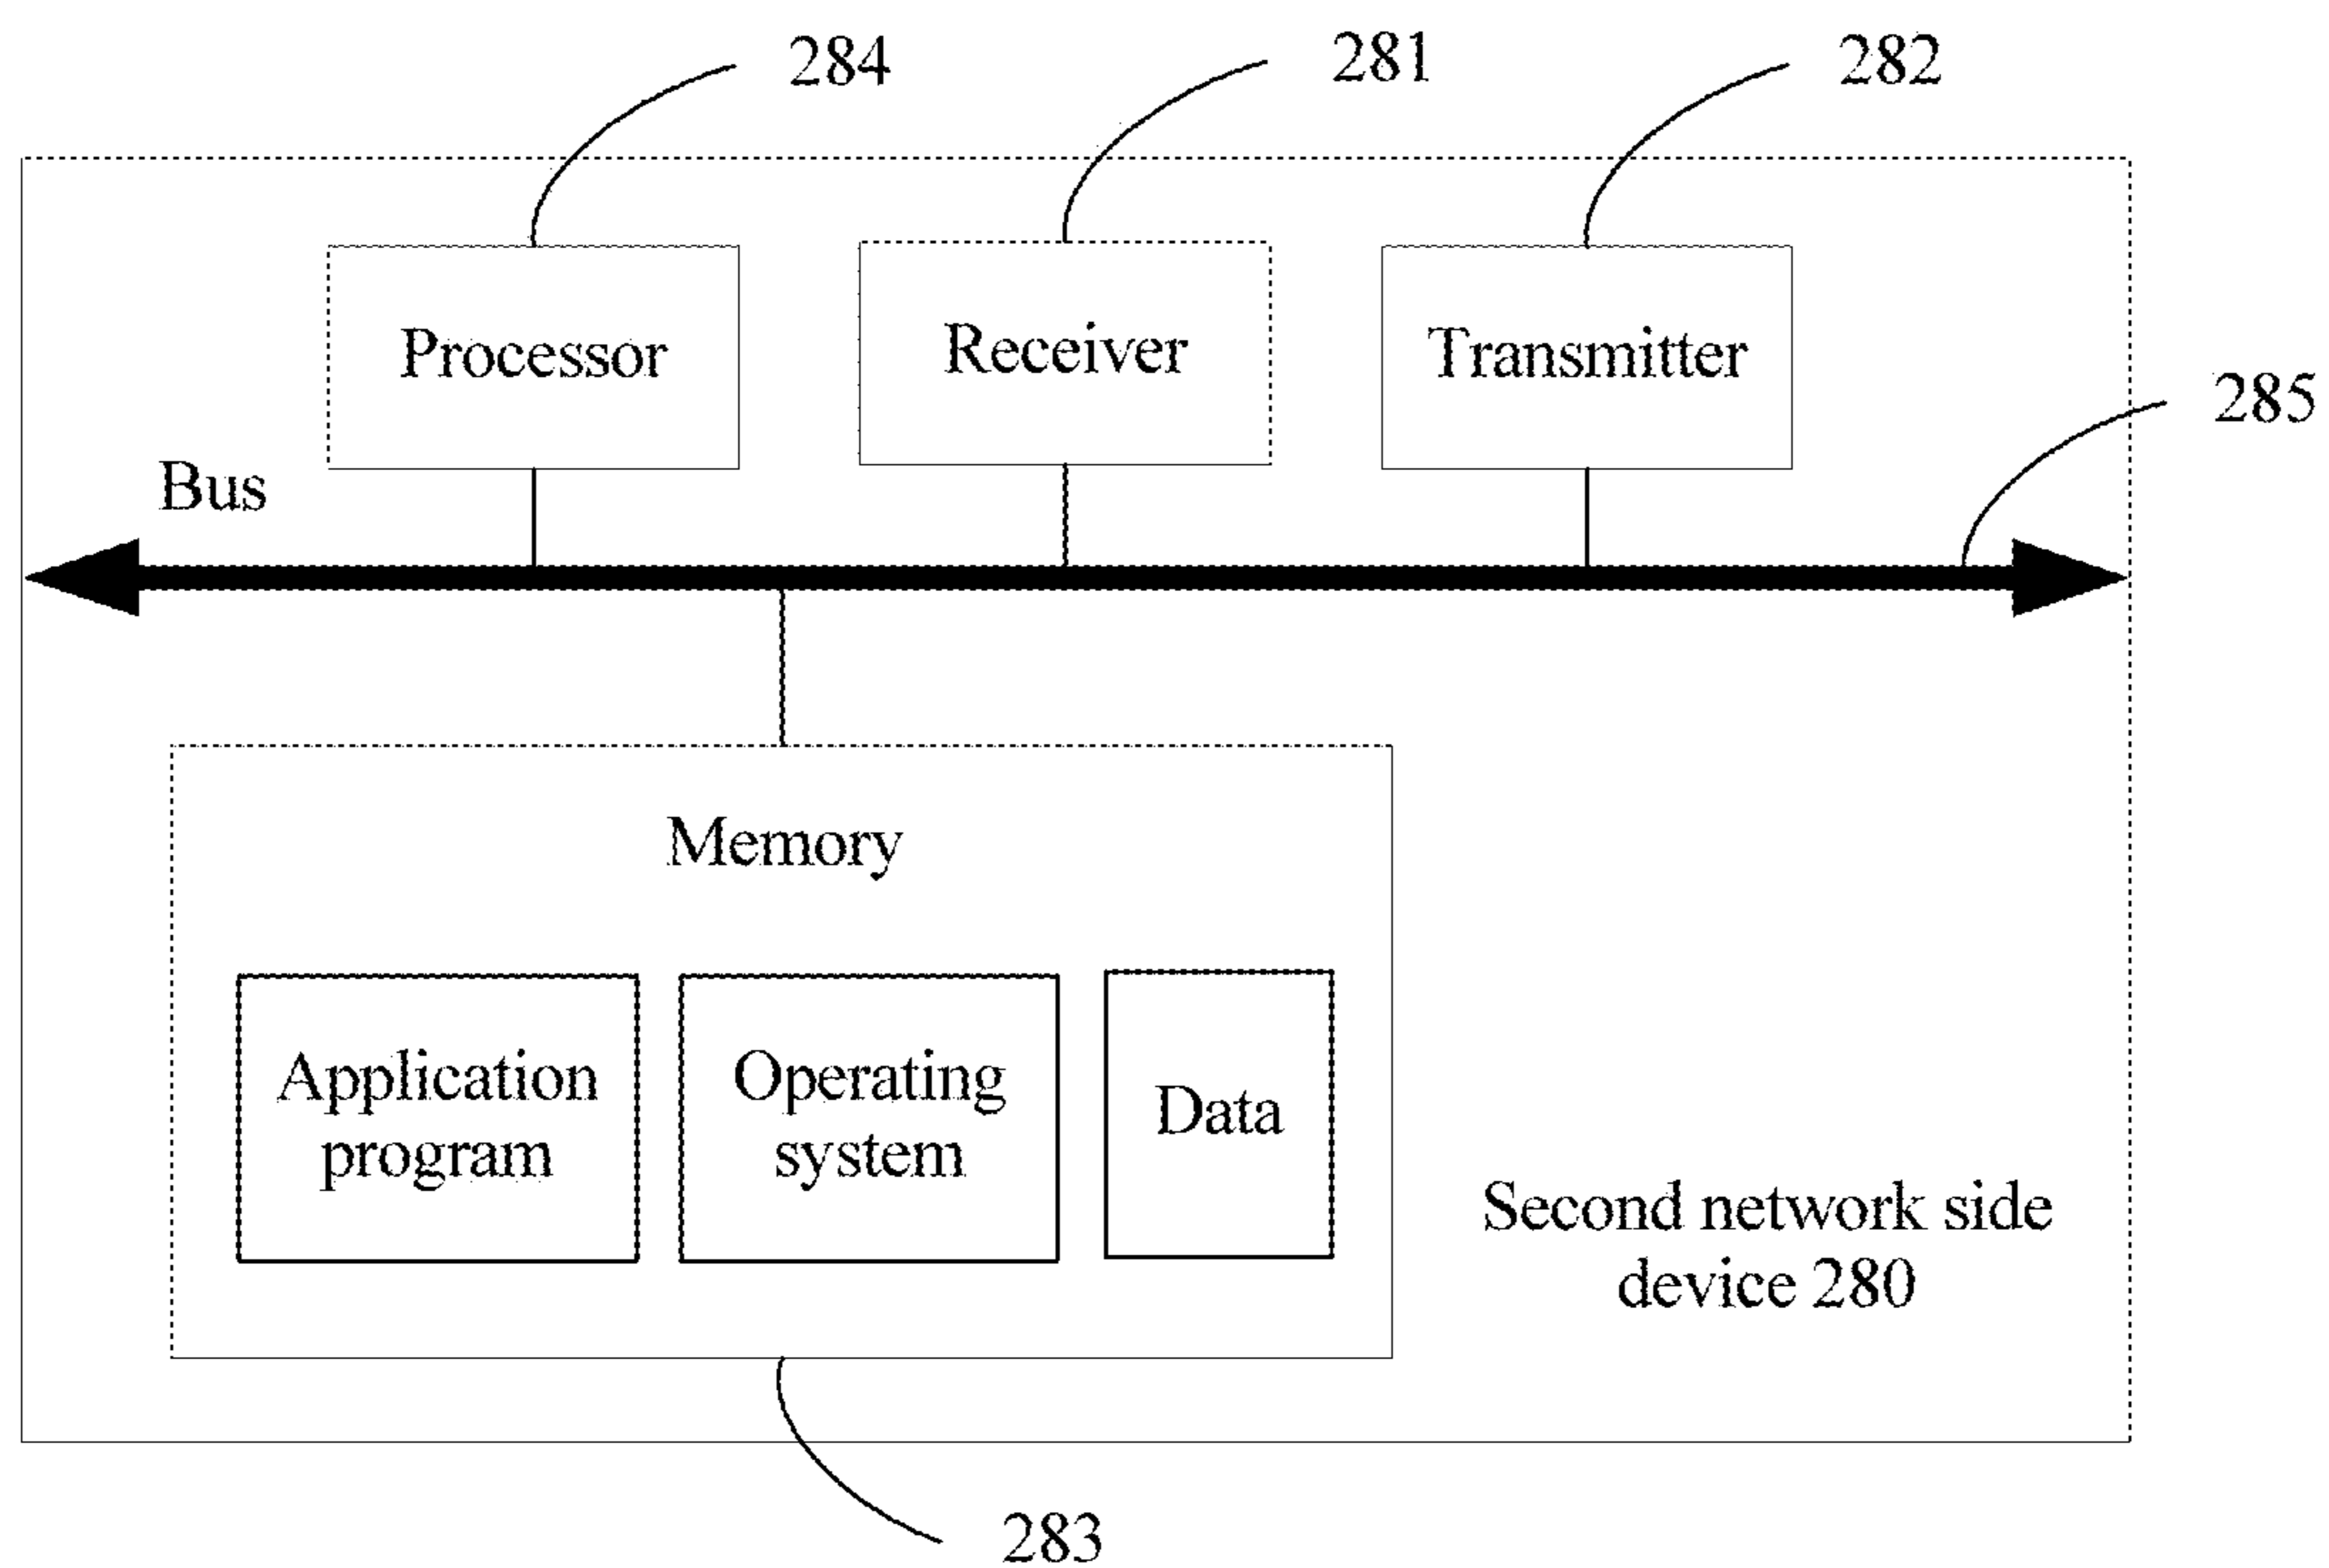 284
281
282
Processor
Receiver
Transmitter
285
Bus
Memory
Application
program
Operating
system
Data
Second network side
device 280
283